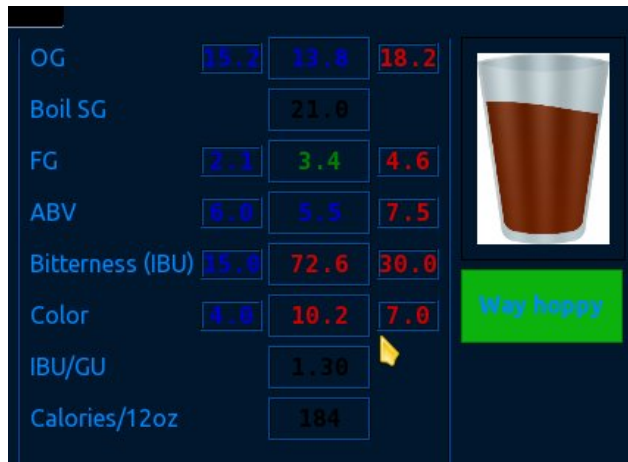 OG 15.2 13.8 18.2
Boil SG 21.0
FG 2.1 3.4 4.6
ABV 6.0 5.5 7.5
Bitterness (IBU) 15.0 72.6 30.0
Color 4.0 10.2 7.0
IBU/GU 1.30
Calories/12oz 184
Way hoppy